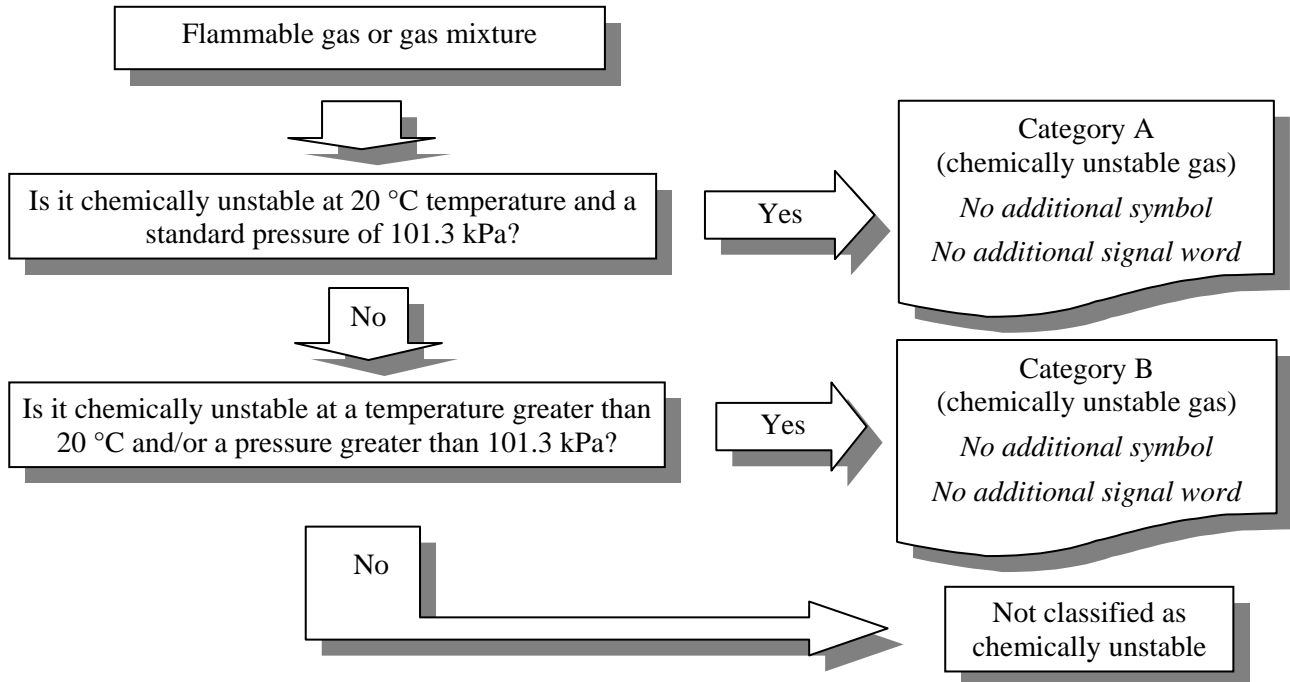 Flammable gas or gas mixture
Is it chemically unstable at 20 °C temperature and a
standard pressure of 101.3 kPa?
Yes
Category A
(chemically unstable gas)
No additional symbol
No additional signal word
No
Is it chemically unstable at a temperature greater than
20 °C and/or a pressure greater than 101.3 kPa?
Yes
Category B
(chemically unstable gas)
No additional symbol
No additional signal word
No
Not classified as
chemically unstable